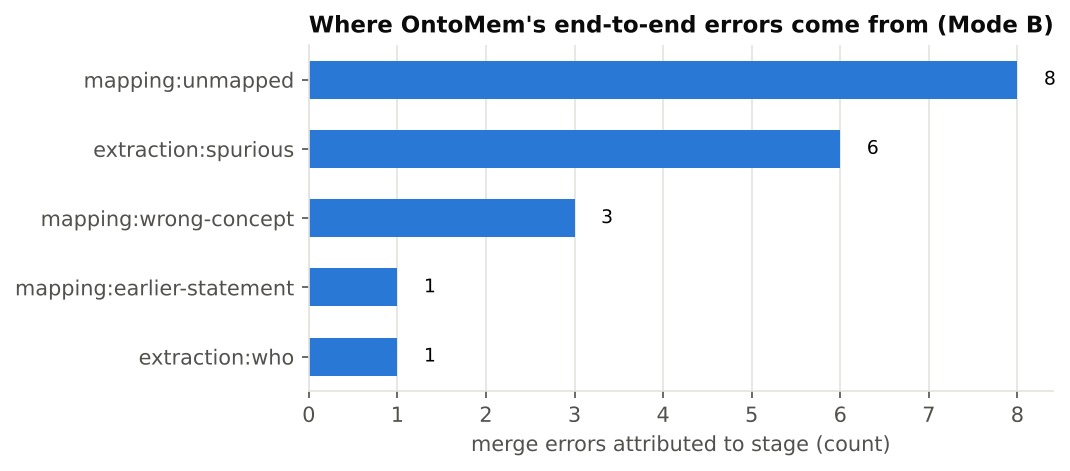 Where OntoMem's end-to-end errors come from (Mode B)
mapping:unmapped 8
extraction:spurious 6
mapping:wrong-concept 3
mapping:earlier-statement 1
extraction:who 1
0 1 2 3 4 5 6 7 8
merge errors attributed to stage (count)